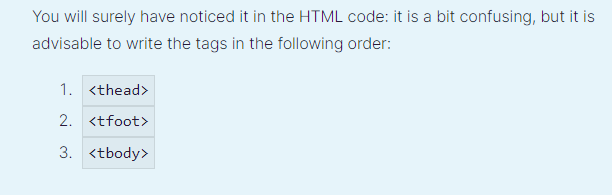 You will surely have noticed it in the HTML code: it is a bit confusing, but it is
advisable to write the tags in the following order:
1. <thead>
2. <tfoot>
3. <tbody>